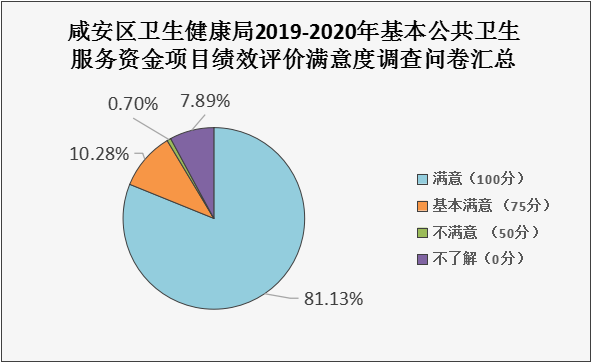 咸安区卫生健康局2019-2020年基本公共卫生
服务资金项目绩效评价满意度调查问卷汇总
0.70%
7.89%
10.28%
81.13%
满意（100分）
基本满意 （75分）
不满意 （50分）
不了解（0分）